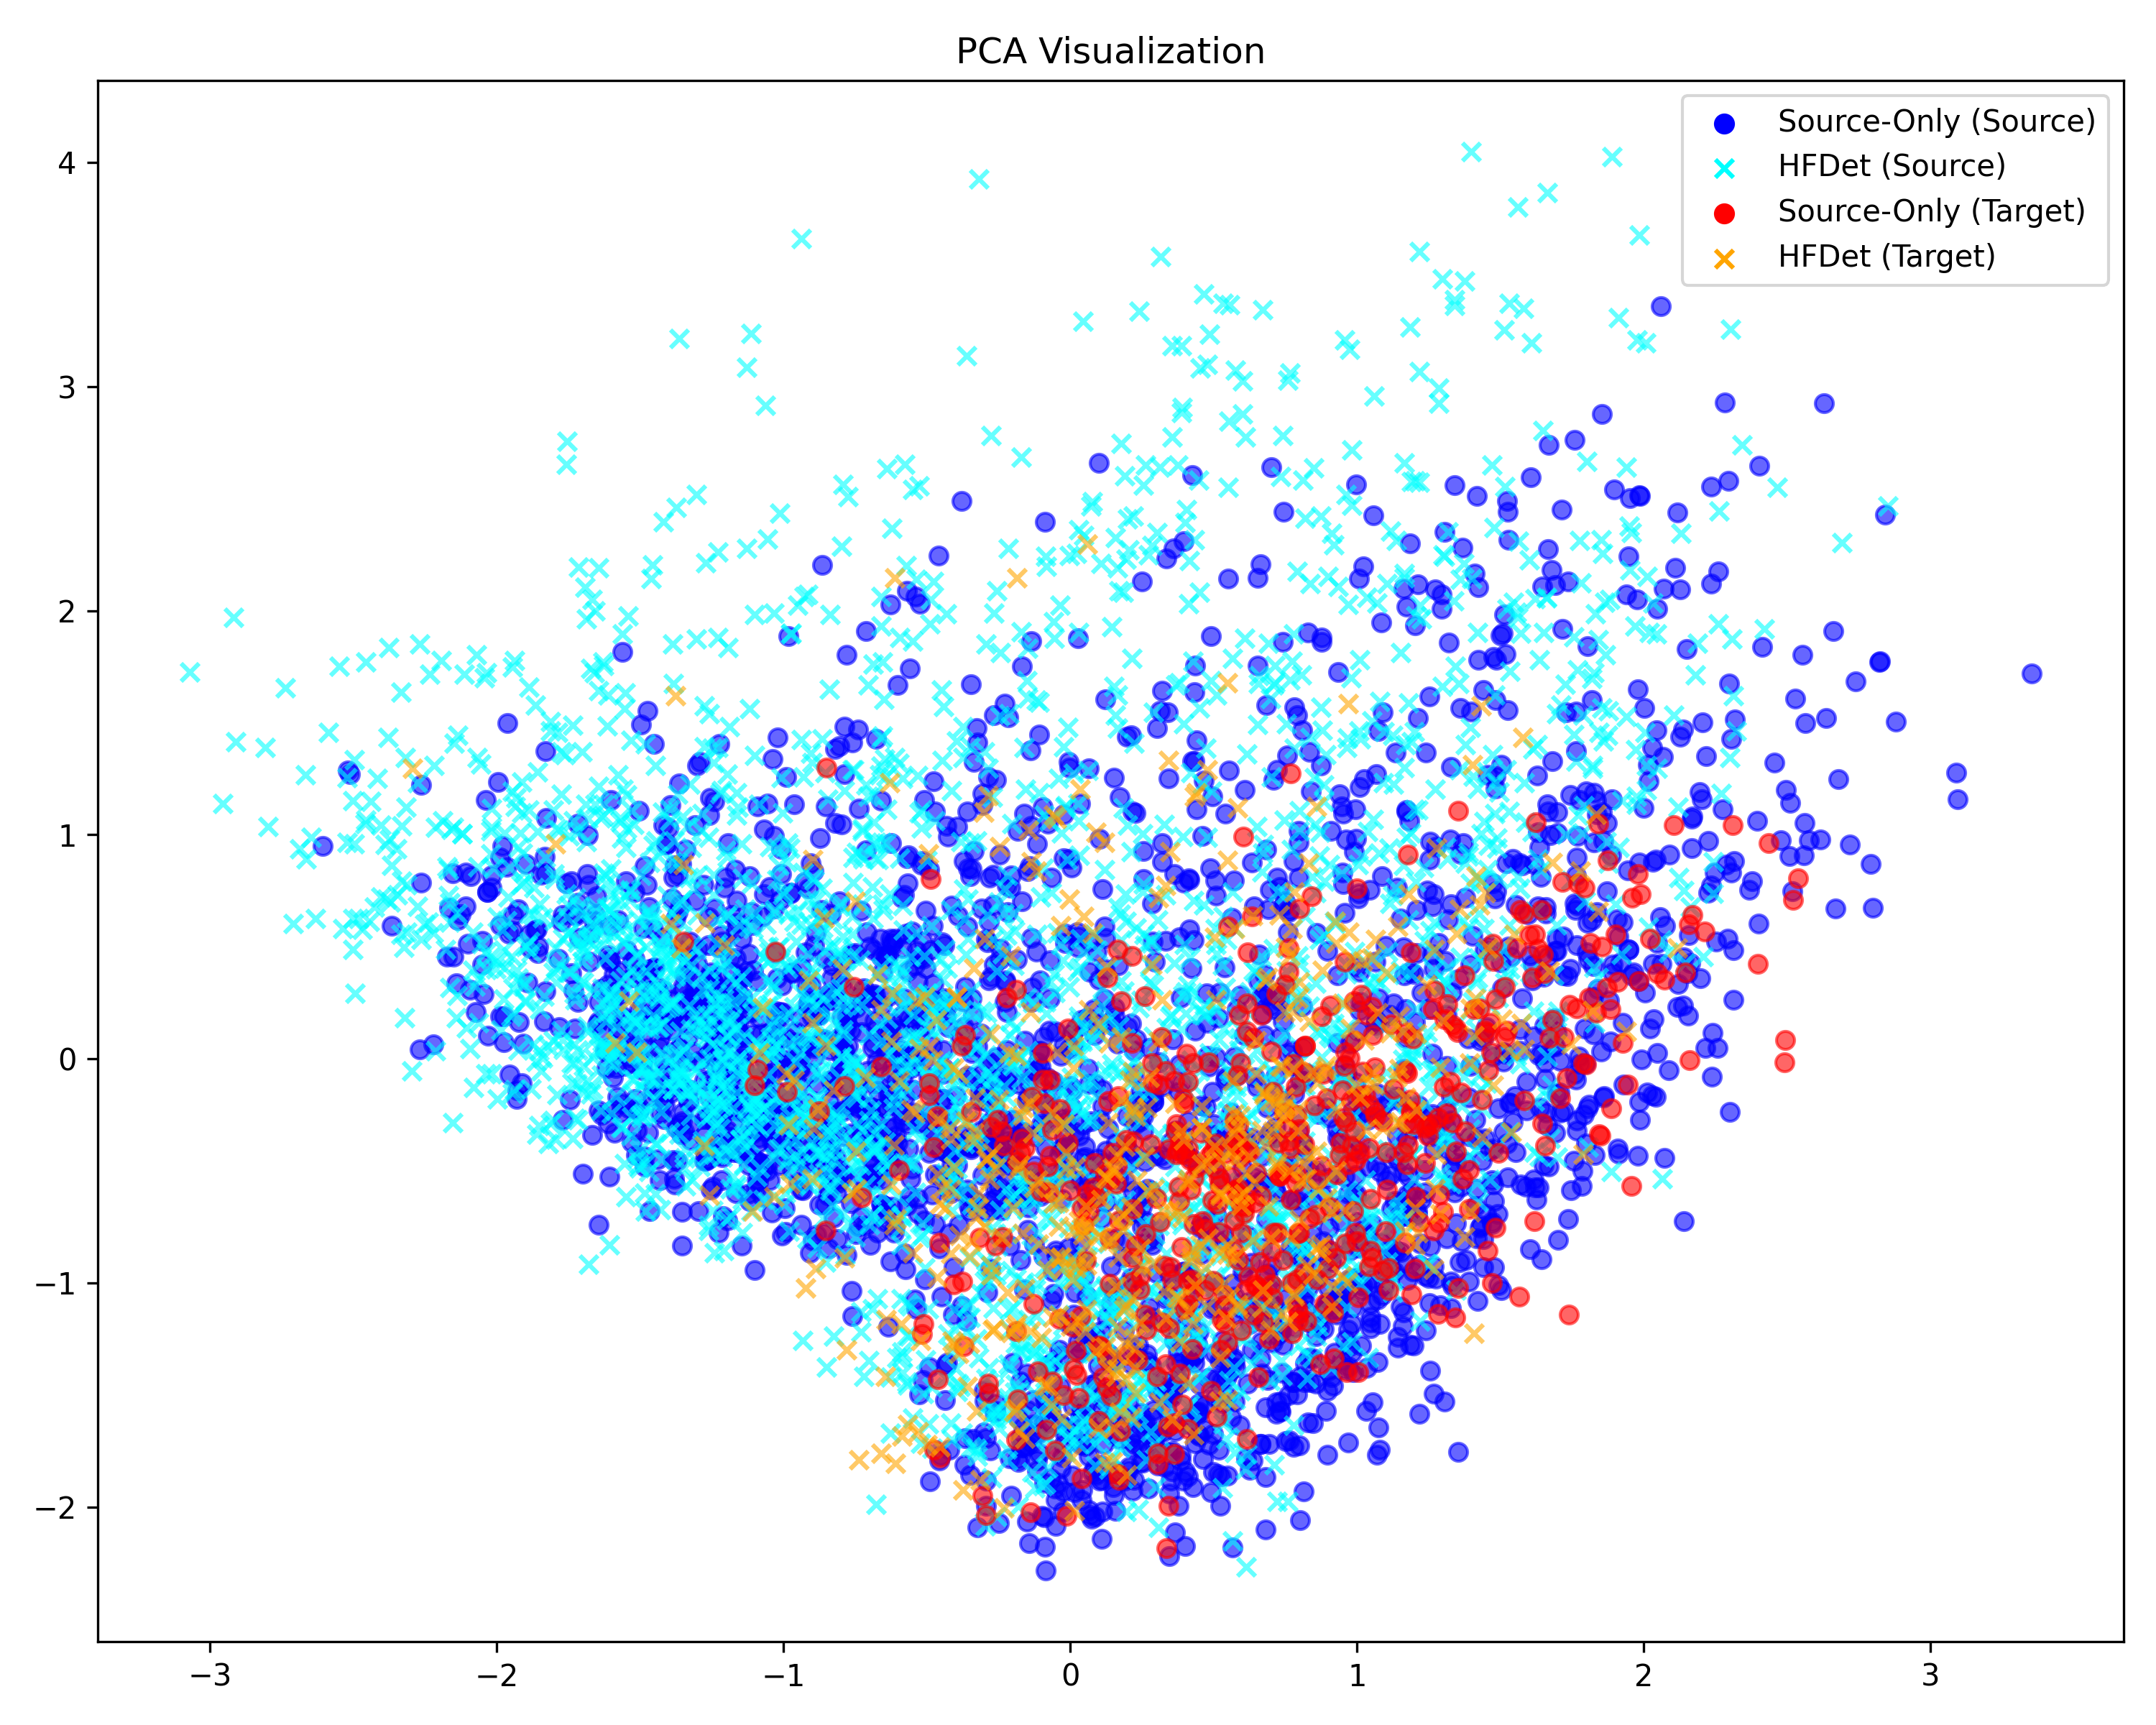 PCA Visualization
Source-Only (Source)
HFDet (Source)
Source-Only (Target)
HFDet (Target)
4
3
2
1
0
−1
−2
−3
−2
−1
0
1
2
3